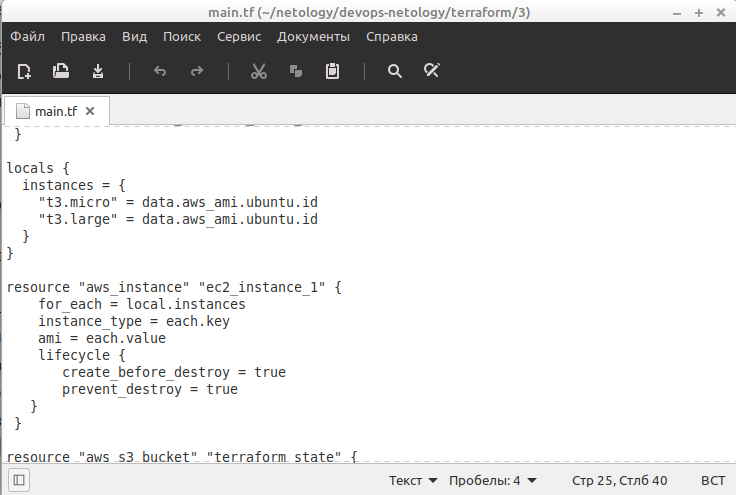 main.tf (~/netology/devops-netology/terraform/3)
Файл Правка Вид Поиск Сервис Документы Справка
main.tf
}
locals {
instances = {
"t3.micro" = data.aws_ami.ubuntu.id
"t3.large" = data.aws_ami.ubuntu.id
}
}
resource "aws_instance" "ec2_instance_1" {
for_each = local.instances
instance_type = each.key
ami = each.value
lifecycle {
create_before_destroy = true
prevent_destroy = true
}
}
resource "aws_s3_bucket" "terraform_state" {
Текст Пробелы: 4 Стр 25, Стлб 40 ВСТ